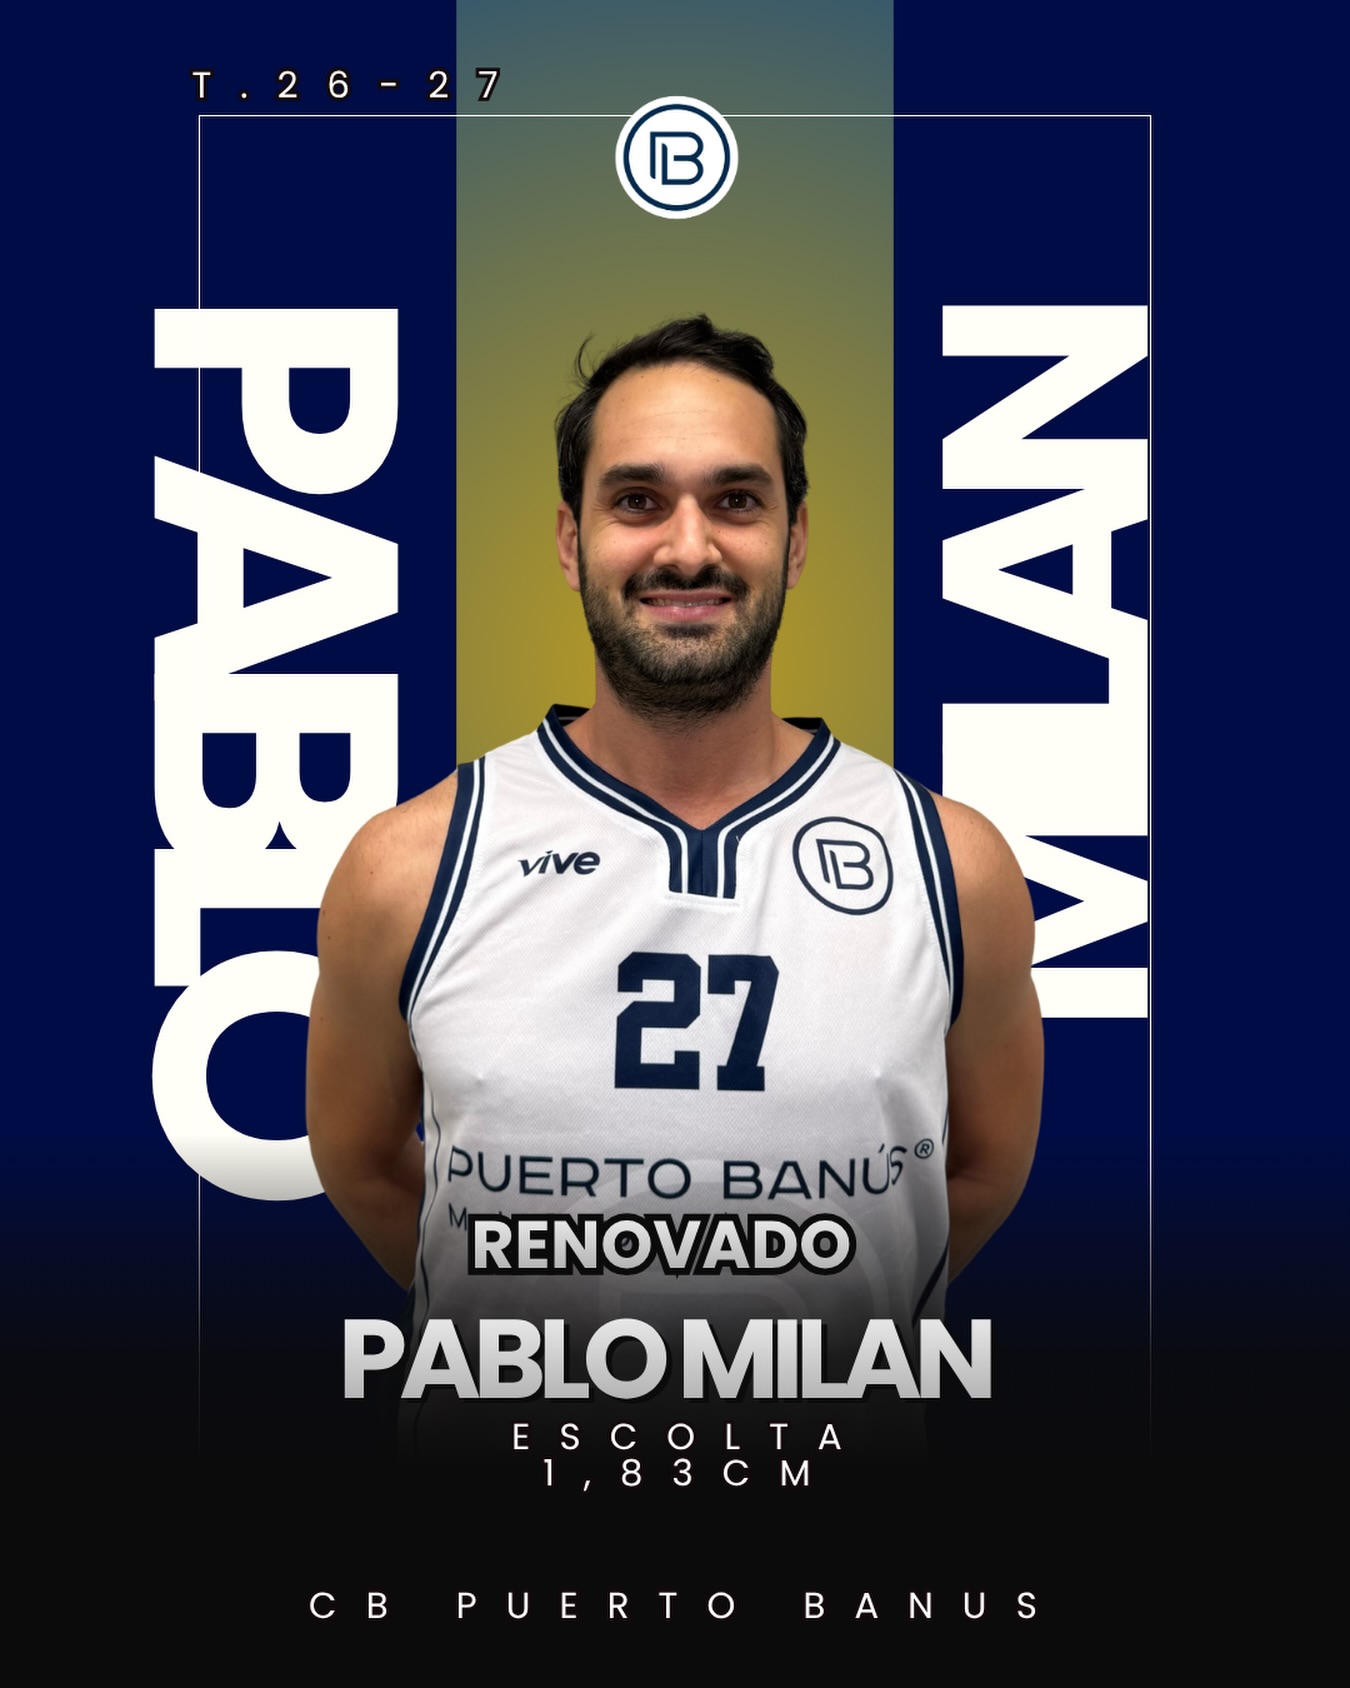 T.26-27
PABLO
MILAN
vive
27
PUERTO BANÚS®
RENOVADO
PABLO MILAN
ESCOLTA
1,83CM
CB PUERTO BANUS